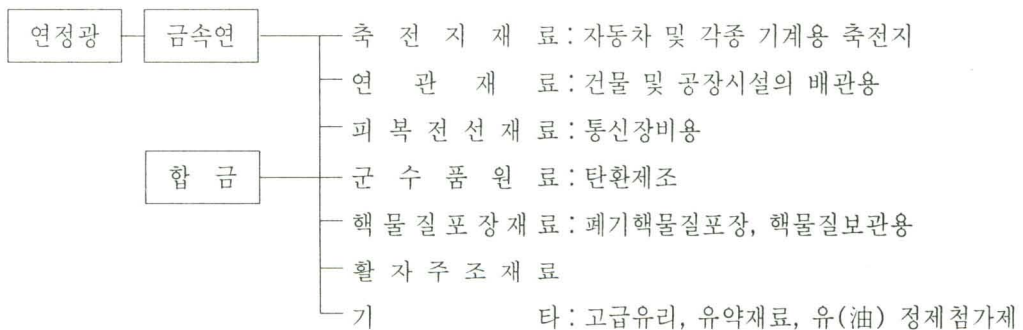 연정광 금속연 축전지재료 : 자동차 및 각종 기계용 축전지
연관재료 : 건물 및 공장시설의 배관용
피복전선재료 : 통신장비용
합금 군수품원료 : 탄환제조
핵물질포장재료 : 폐기핵물질포장, 핵물질보관용
활자주조재료
기타 : 고급유리, 유약재료, 유(油) 정제첨가제